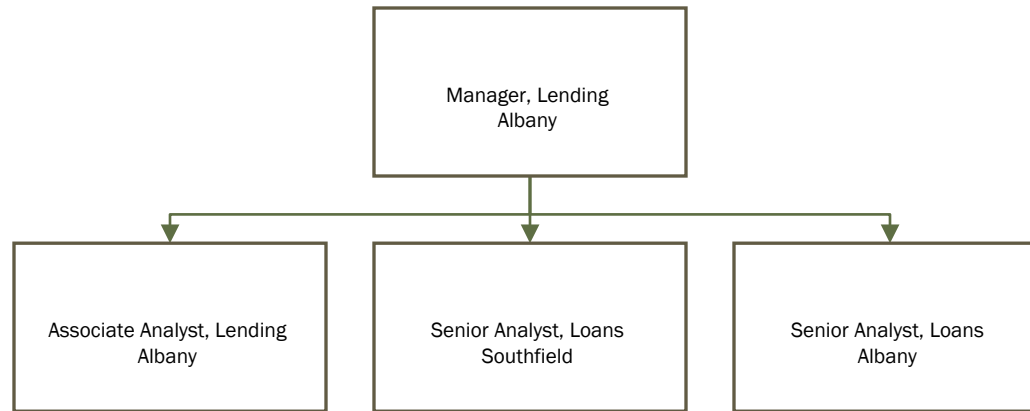 Manager, Lending
Albany
Associate Analyst, Lending
Albany
Senior Analyst, Loans
Southfield
Senior Analyst, Loans
Albany